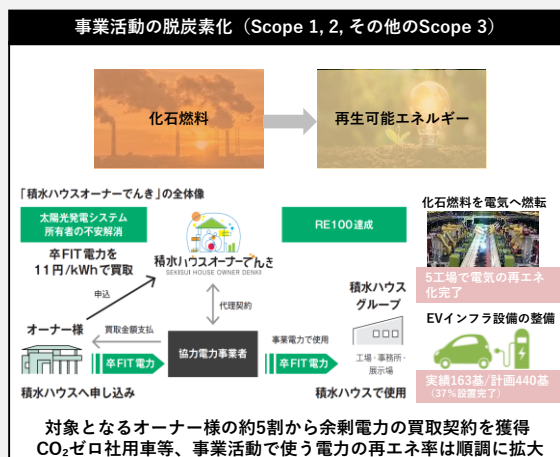 事業活動の脱炭素化（Scope 1, 2, その他のScope 3）
化石燃料
再生可能エネルギー
「積水ハウスオーナーでんき」の全体像
太陽光発電システム
所有者の不安解消
卒FIT電力を
11円/kWhで買取
積水ハウスオーナーでんき
SEKISUI HOUSE OWNER DENKI
RE100達成
申込
代理契約
積水ハウス
グループ
オーナー様
買取金額支払
卒FIT電力
協力電力事業者
事業電力で使用
卒FIT電力
工場・事務所・
展示場
積水ハウスへ申し込み
積水ハウスで使用
化石燃料を電気へ燃転
5工場で電気の再エネ
化完了
EVインフラ設備の整備
実績163基/計画440基
（37％設置完了）
対象となるオーナー様の約5割から余剰電力の買取契約を獲得
CO₂ゼロ社用車等、事業活動で使う電力の再エネ率は順調に拡大